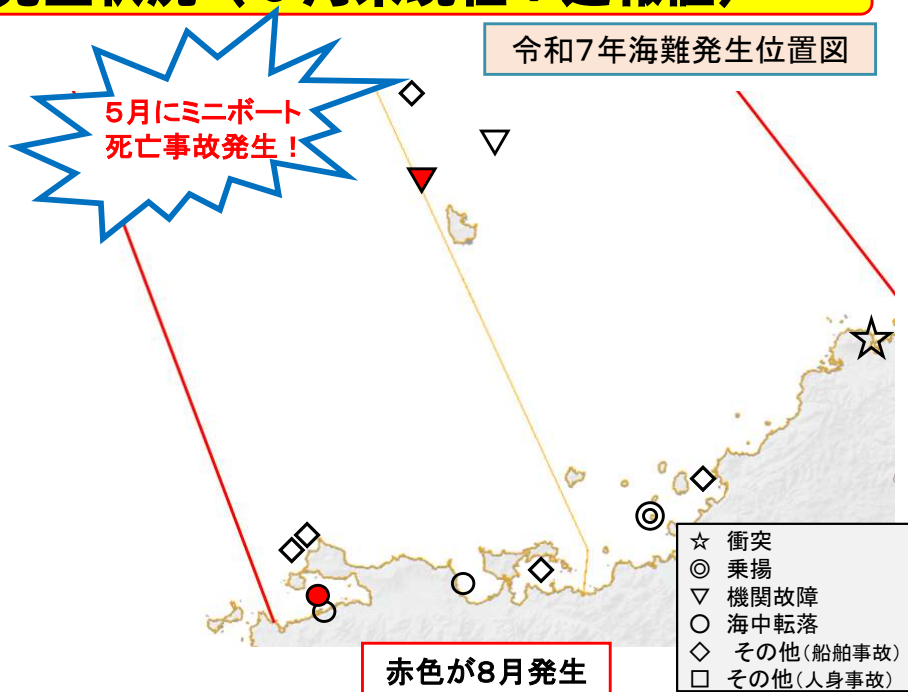 令和7年海難発生位置図
5月にミニボート
死亡事故発生！
☆ 衝突
◎ 乗揚
▽ 機関故障
○ 海中転落
◇ その他(船舶事故)
□ その他(人身事故)
赤色が8月発生